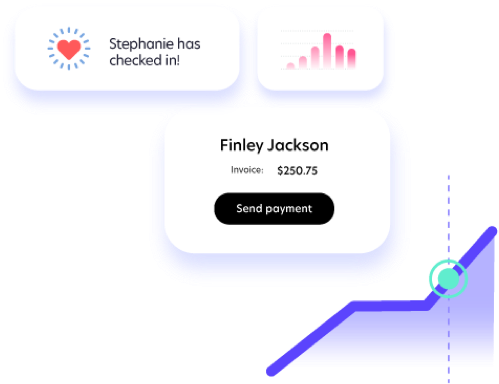 Stephanie has
checked in!
Finley Jackson
Invoice: $250.75
Send payment